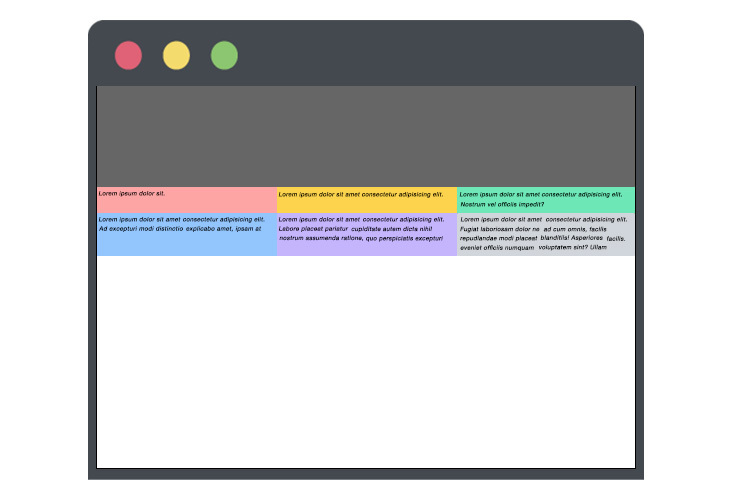 Lorem ipsum dolor sit.
Lorem ipsum dolor sit amet consectetur adipisicing elit.
Lorem ipsum dolor sit amet consectetur adipisicing elit.
Nostrum vel officiis impedit?
Lorem ipsum dolor sit amet consectetur adipisicing elit.
Ad excepturi modi distinctio explicabo amet, ipsam at
Lorem ipsum dolor sit amet consectetur adipisicing elit.
Labore placeat pariatur cupiditate autem dicta nihil
nostrum assumenda ratione, quo perspiciatis excepturi
Lorem ipsum dolor sit amet consectetur adipisicing elit.
Fugiat laboriosam dolor ne ad cum omnis, facilis
repudiandae modi placeat blanditiis! Asperiores facilis.
eveniet officiis numquam voluptatem sint? Ullam